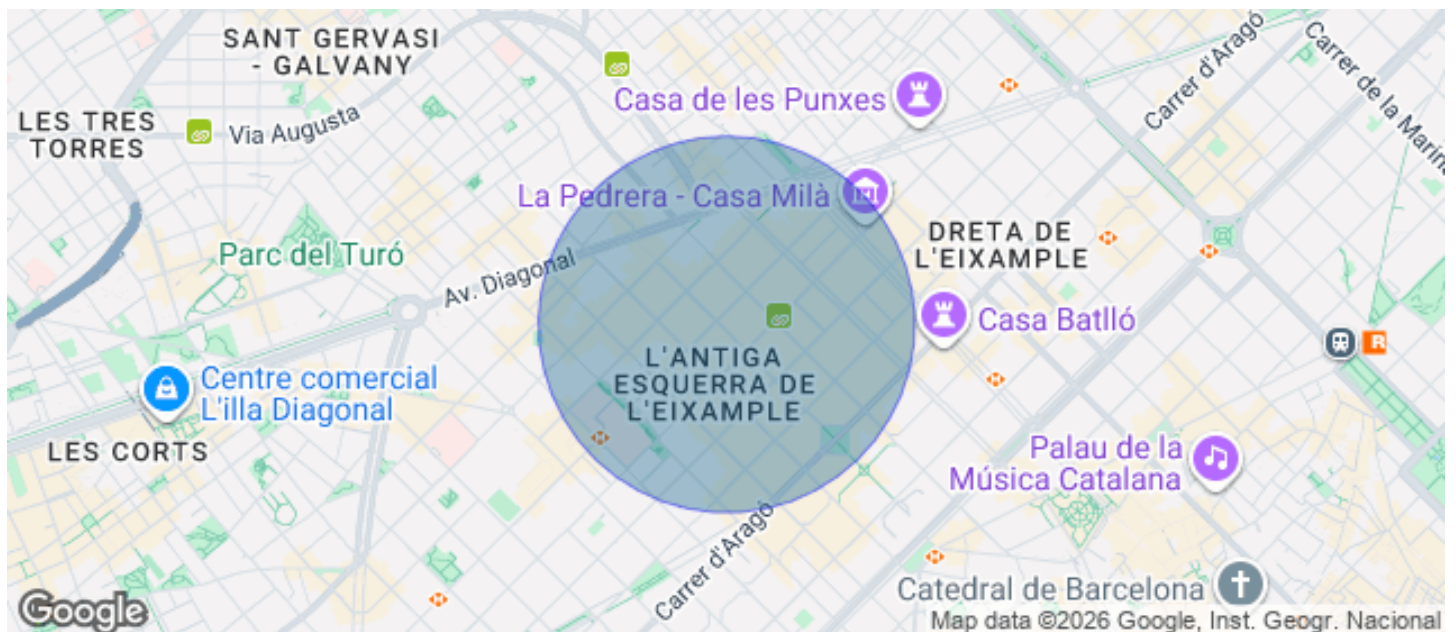 SANT GERVASI
- GALVANY
LES TRES
TORRES
Via Augusta
Casa de les Punxes
Carrer d'Aragó
Carrer de la Marina
La Pedrera - Casa Milà
DRETA DE
L'EIXAMPLE
Parc del Turó
Av. Diagonal
Casa Batlló
L'ANTIGA
ESQUERRA DE
L'EIXAMPLE
Centre comercial
L'illa Diagonal
R
LES CORTS
Palau de la
Música Catalana
Carrer d'Aragó
Catedral de Barcelona
Google
Map data ©2026 Google, Inst. Geogr. Nacional